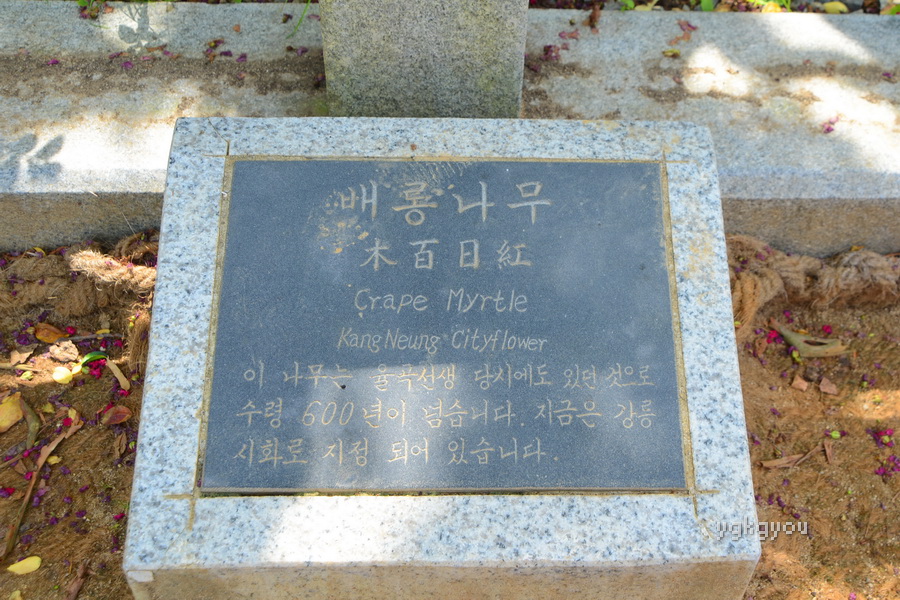 배롱나무
木百日紅
Crape Myrtle
KangNeung Cityflower
이 나무는 율곡선생 당시에도 있던 것으로
수령 600년이 넘습니다. 지금은 강릉
시화로 지정 되어 있습니다.
ygkgyou